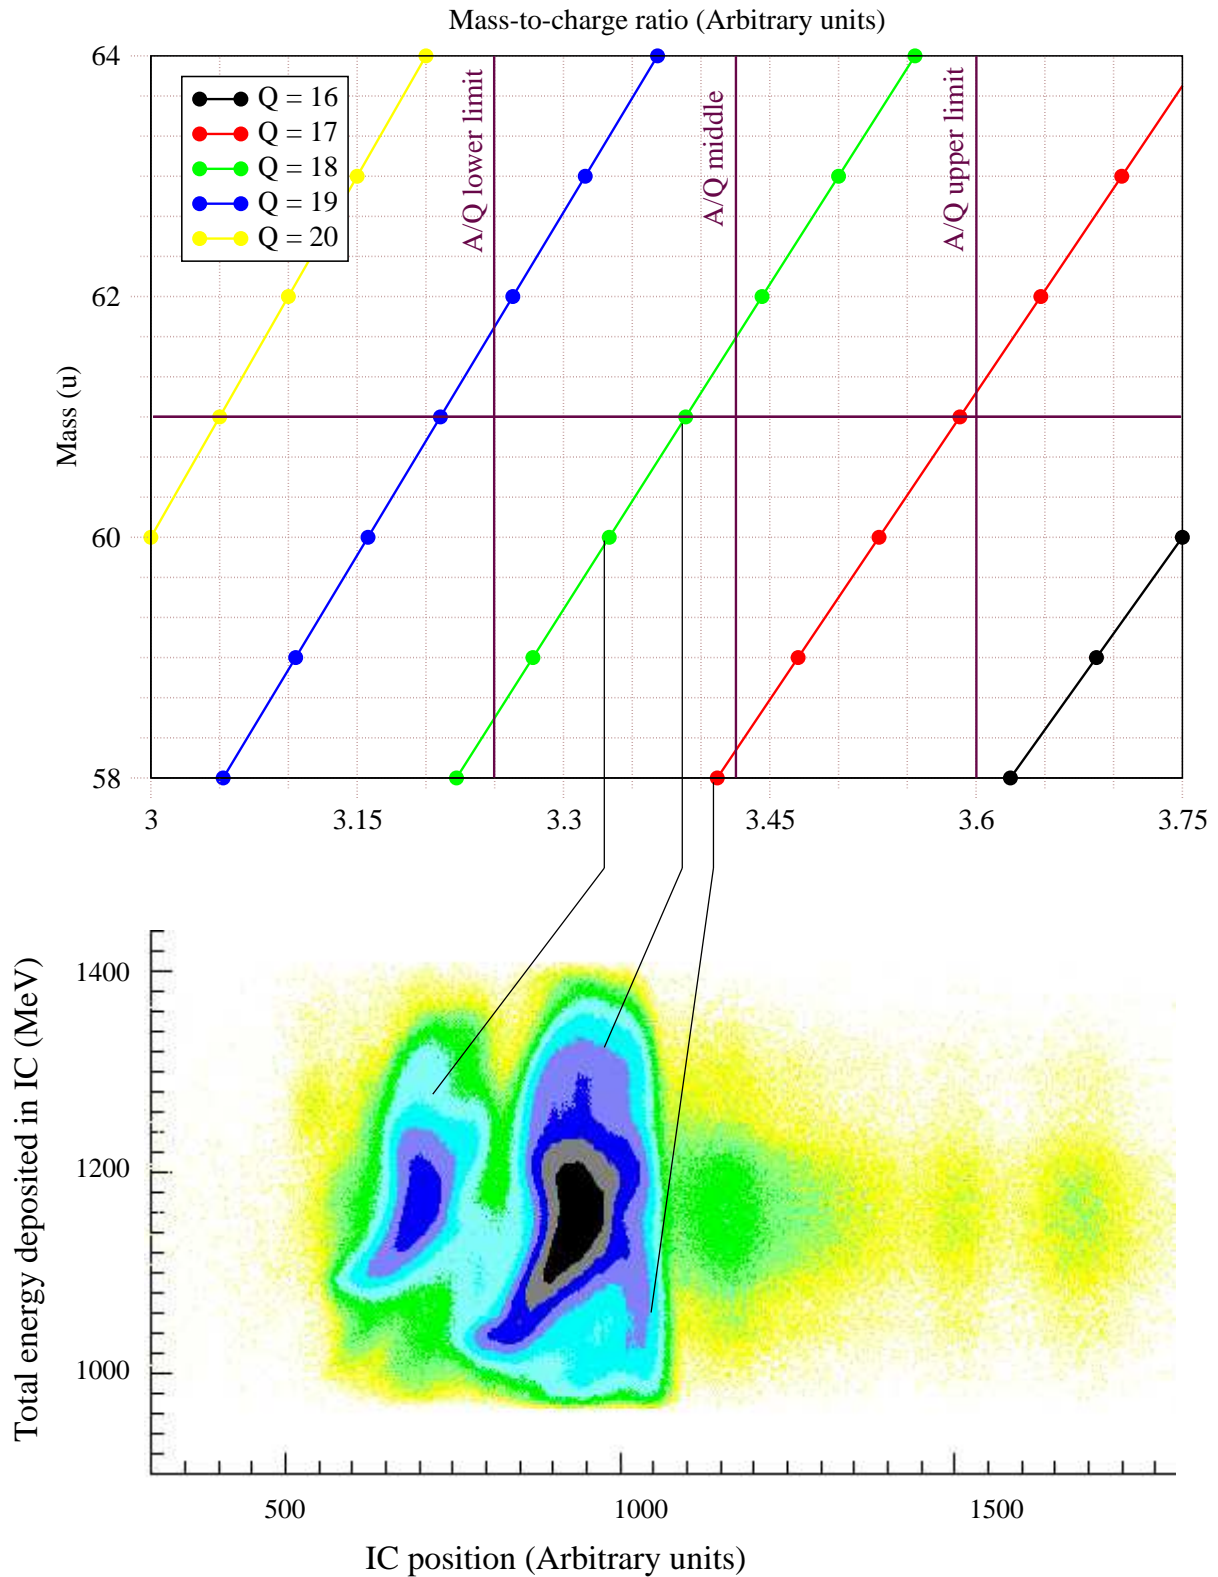 Mass-to-charge ratio (Arbitrary units)
64
62
60
58
Mass (u)
Q = 16
Q = 17
Q = 18
Q = 19
Q = 20
A/Q lower limit
A/Q middle
A/Q upper limit
3 3.15 3.3 3.45 3.6 3.75
Total energy deposited in IC (MeV)
1400
1200
1000
500 1000 1500
IC position (Arbitrary units)